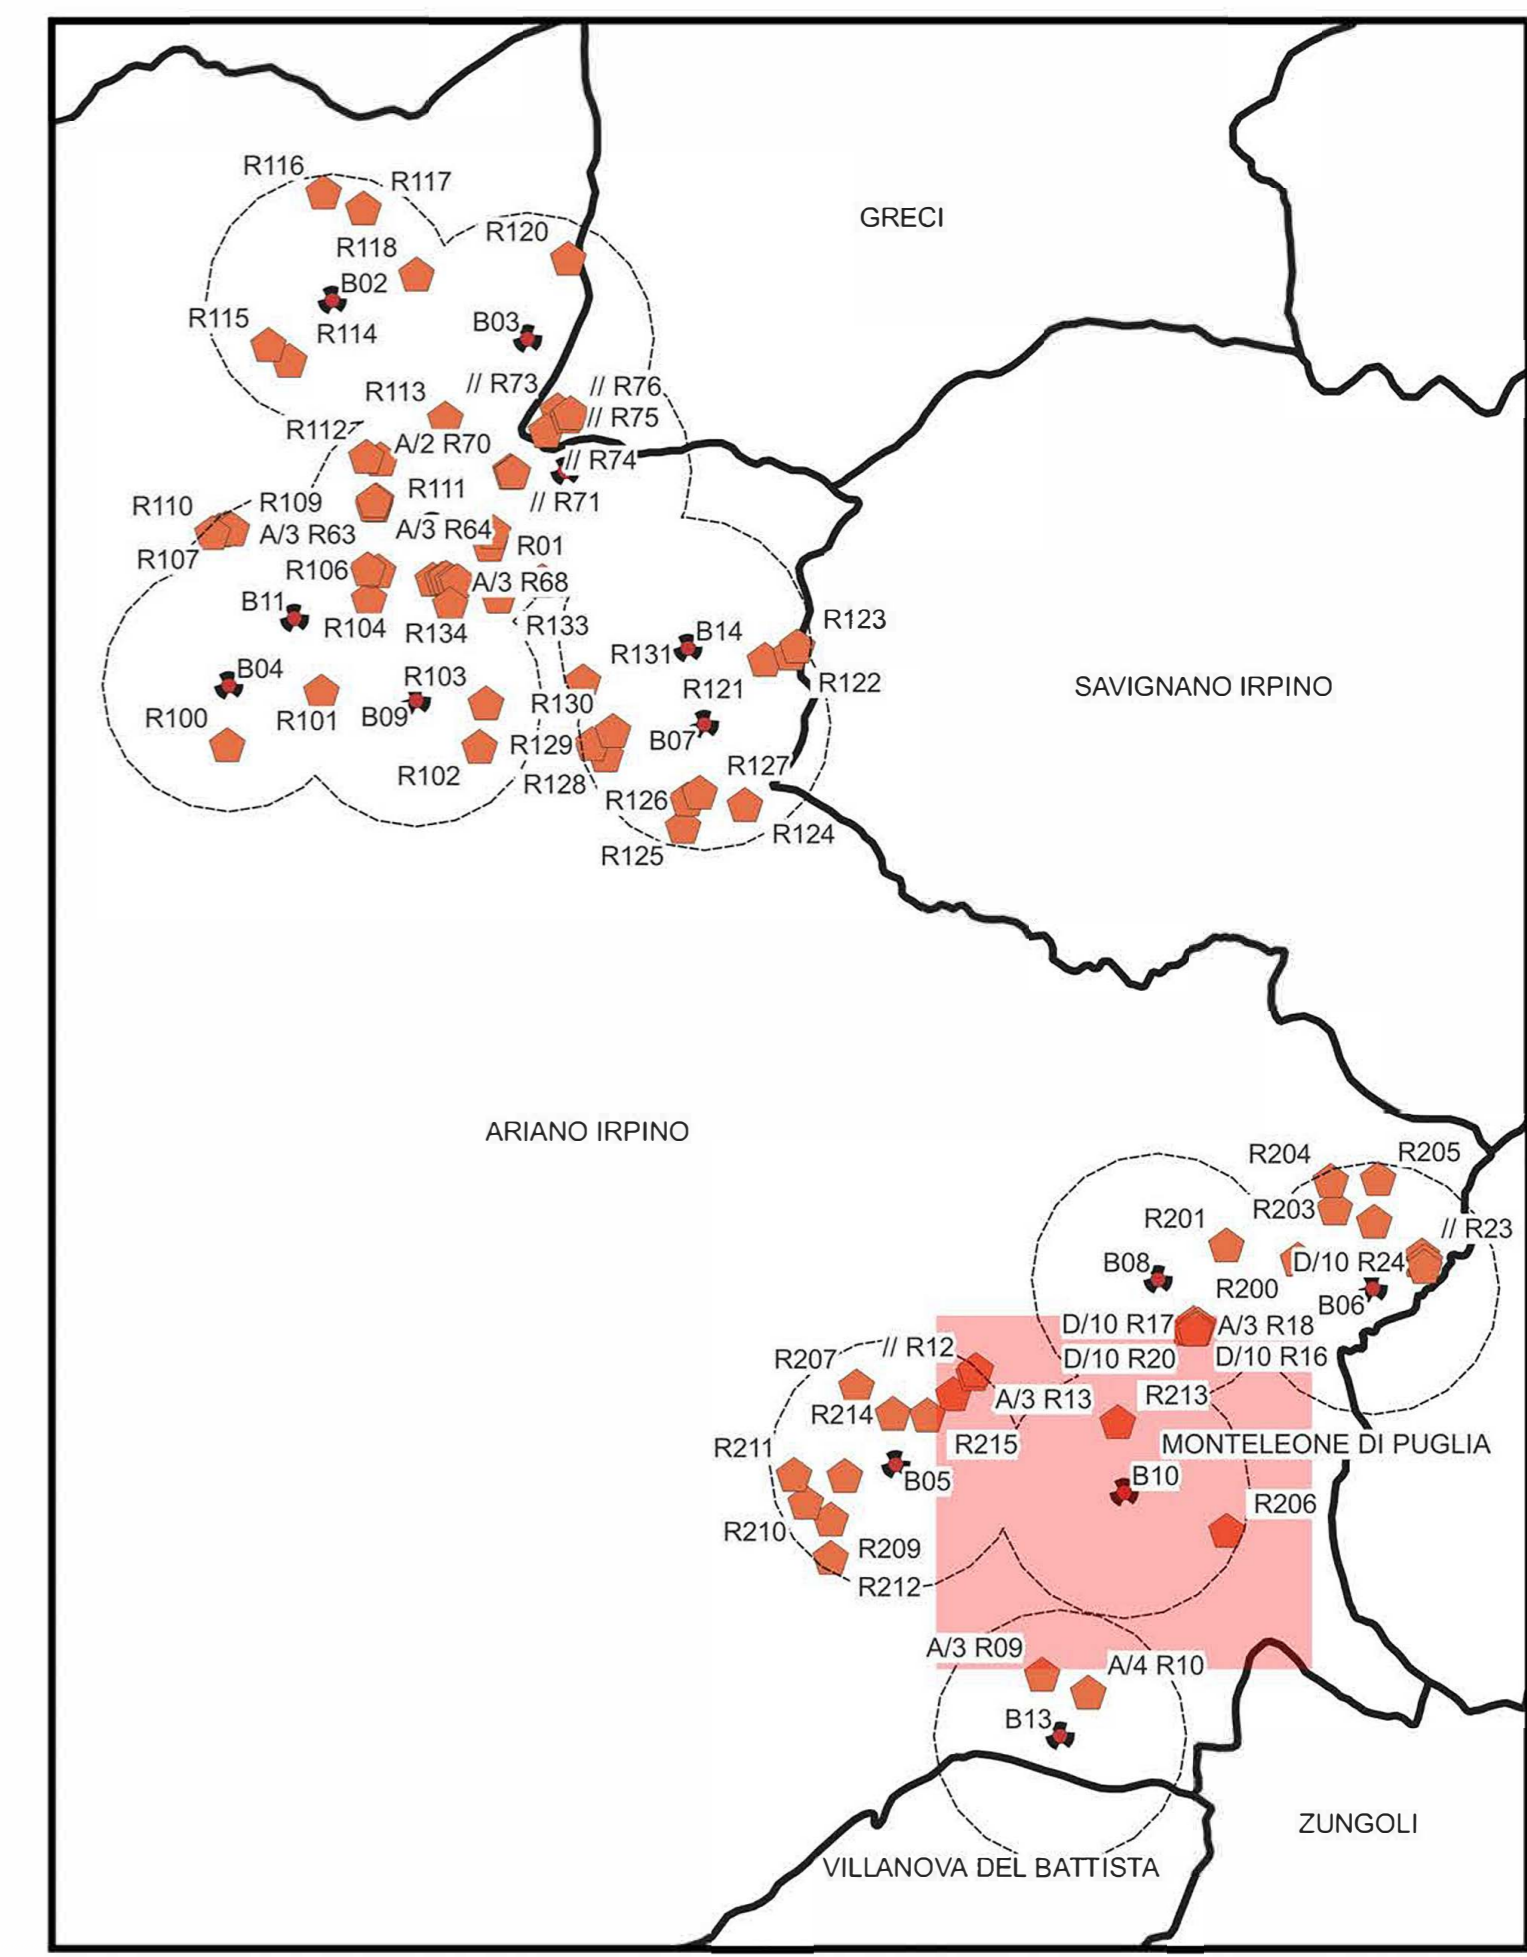 R116
R117
GRECI
R120
R118
B02
R115
R114
B03
// R73
// R76
R113
// R75
R112
A/2 R70
// R74
R111
R109
R110
// R71
A/3 R63
A/3 R64
R01
R107
R106
A/3 R68
B11
R104
R134
R133
R123
B14
R131
B04
R103
R121
R122
SAVIGNANO IRPINO
R130
R100
R101
B09
R129
B07
R127
R102
R128
R126
R124
R125
ARIANO IRPINO
R204
R205
R203
R201
// R23
B08
D/10 R24
R200
B06
D/10 R17
A/3 R18
// R12
R207
D/10 R20
D/10 R16
A/3 R13
R213
R214
R211
R215
MONTELEONE DI PUGLIA
B05
B10
R206
R210
R209
R212
A/3 R09
A/4 R10
B13
ZUNGOLI
VILLANOVA DEL BATTISTA